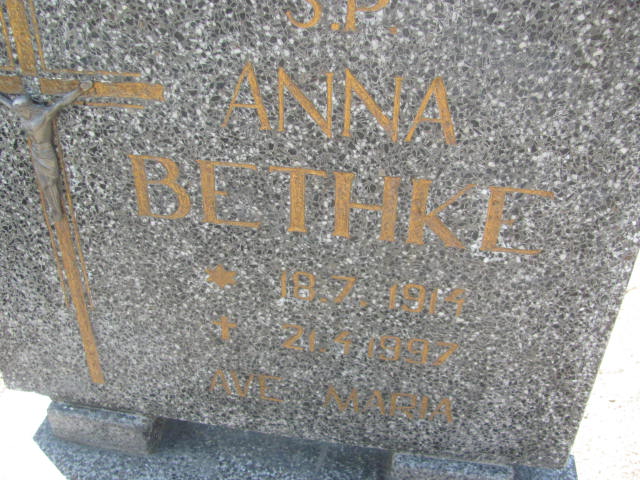 Ś.P.
ANNA
BETHKE
* 18.7.1914
+ 21.4 1997
AVE MARIA